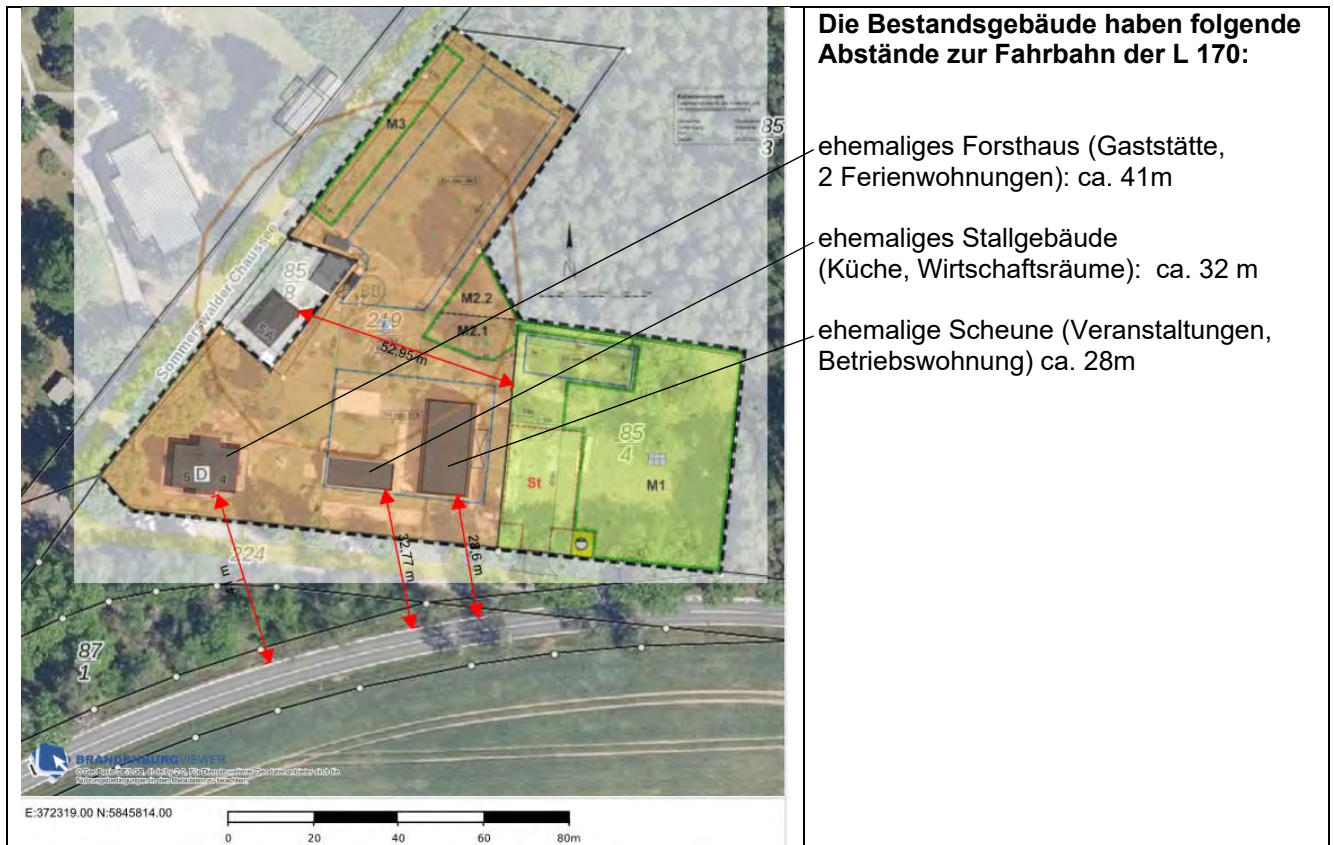 Die Bestandsgebäude haben folgende
Abstände zur Fahrbahn der L 170:
ehemaliges Forsthaus (Gaststätte,
2 Ferienwohnungen): ca. 41m
ehemaliges Stallgebäude
(Küche, Wirtschaftsräume): ca. 32 m
ehemalige Scheune (Veranstaltungen,
Betriebswohnung) ca. 28m
M3
85
3
Sommerswalder Chaussee
85
8
5A
219
M2.2
M2.1
52,95 m
85
4
St
M1
5 D 4
224
41 m
32,77 m
28,6 m
87
1
BRANDENBURGVIEWER
E:372319.00 N:5845814.00
0 20 40 60 80m